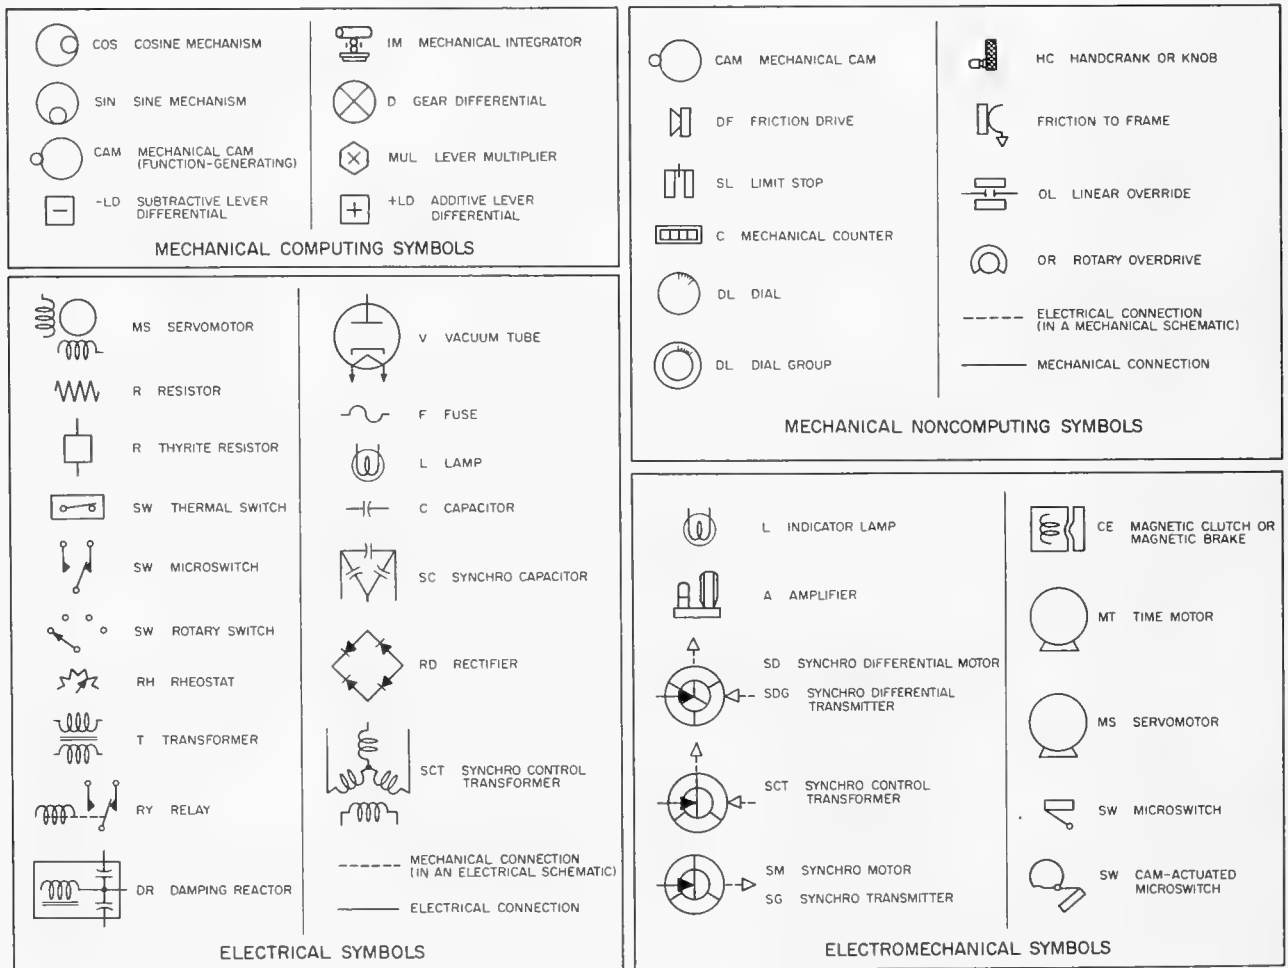 COS COSINE MECHANISM
SIN SINE MECHANISM
CAM MECHANICAL CAM
(FUNCTION-GENERATING)
-LD SUBTRACTIVE LEVER
DIFFERENTIAL
IM MECHANICAL INTEGRATOR
D GEAR DIFFERENTIAL
MUL LEVER MULTIPLIER
+LD ADDITIVE LEVER
DIFFERENTIAL
MECHANICAL COMPUTING SYMBOLS
CAM MECHANICAL CAM
DF FRICTION DRIVE
SL LIMIT STOP
C MECHANICAL COUNTER
DL DIAL
DL DIAL GROUP
HC HANDCRANK OR KNOB
FRICTION TO FRAME
OL LINEAR OVERRIDE
OR ROTARY OVERDRIVE
ELECTRICAL CONNECTION
(IN A MECHANICAL SCHEMATIC)
MECHANICAL CONNECTION
MECHANICAL NONCOMPUTING SYMBOLS
MS SERVOMOTOR
R RESISTOR
R THYRITE RESISTOR
SW THERMAL SWITCH
SW MICROSWITCH
SW ROTARY SWITCH
RH RHEOSTAT
T TRANSFORMER
RY RELAY
DR DAMPING REACTOR
V VACUUM TUBE
F FUSE
L LAMP
C CAPACITOR
SC SYNCHRO CAPACITOR
RD RECTIFIER
SCT SYNCHRO CONTROL
TRANSFORMER
MECHANICAL CONNECTION
(IN AN ELECTRICAL SCHEMATIC)
ELECTRICAL CONNECTION
ELECTRICAL SYMBOLS
L INDICATOR LAMP
A AMPLIFIER
SD SYNCHRO DIFFERENTIAL MOTOR
SDG SYNCHRO DIFFERENTIAL
TRANSMITTER
SCT SYNCHRO CONTROL
TRANSFORMER
SM SYNCHRO MOTOR
SG SYNCHRO TRANSMITTER
CE MAGNETIC CLUTCH OR
MAGNETIC BRAKE
MT TIME MOTOR
MS SERVOMOTOR
SW MICROSWITCH
SW CAM-ACTUATED
MICROSWITCH
ELECTROMECHANICAL SYMBOLS